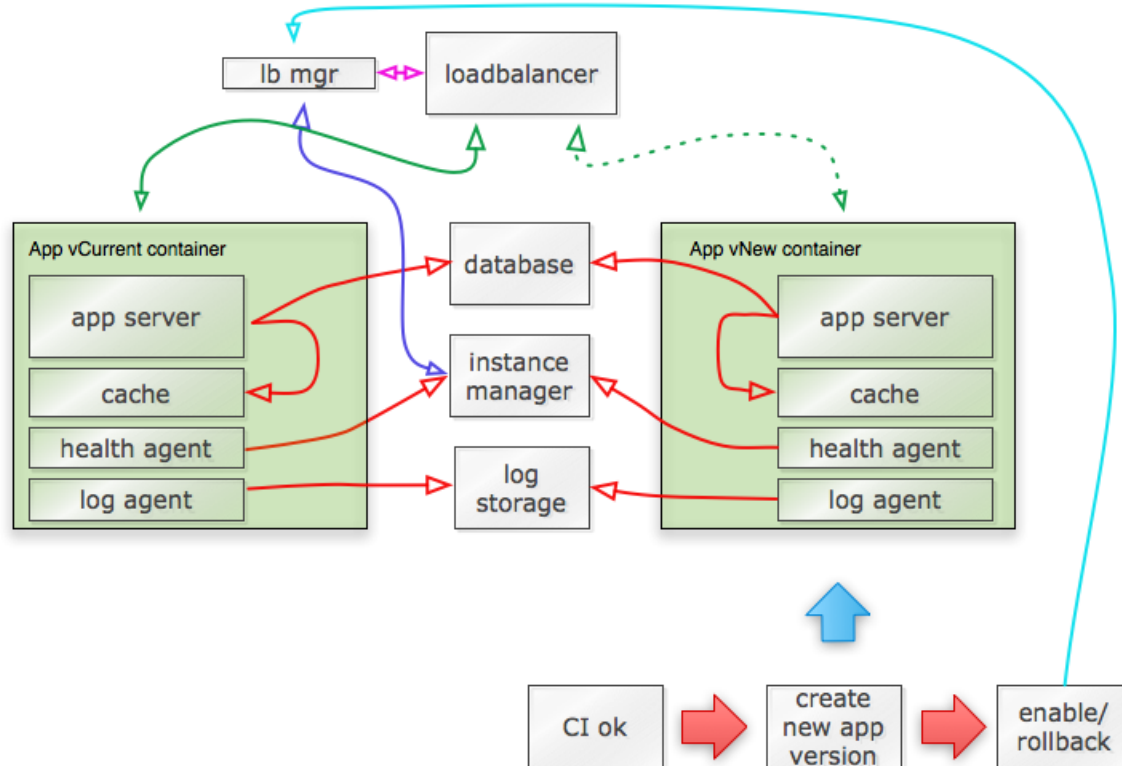 lb mgr
loadbalancer
App vCurrent container
app server
cache
health agent
log agent
database
instance
manager
log
storage
App vNew container
app server
cache
health agent
log agent
CI ok
create
new app
version
enable/
rollback